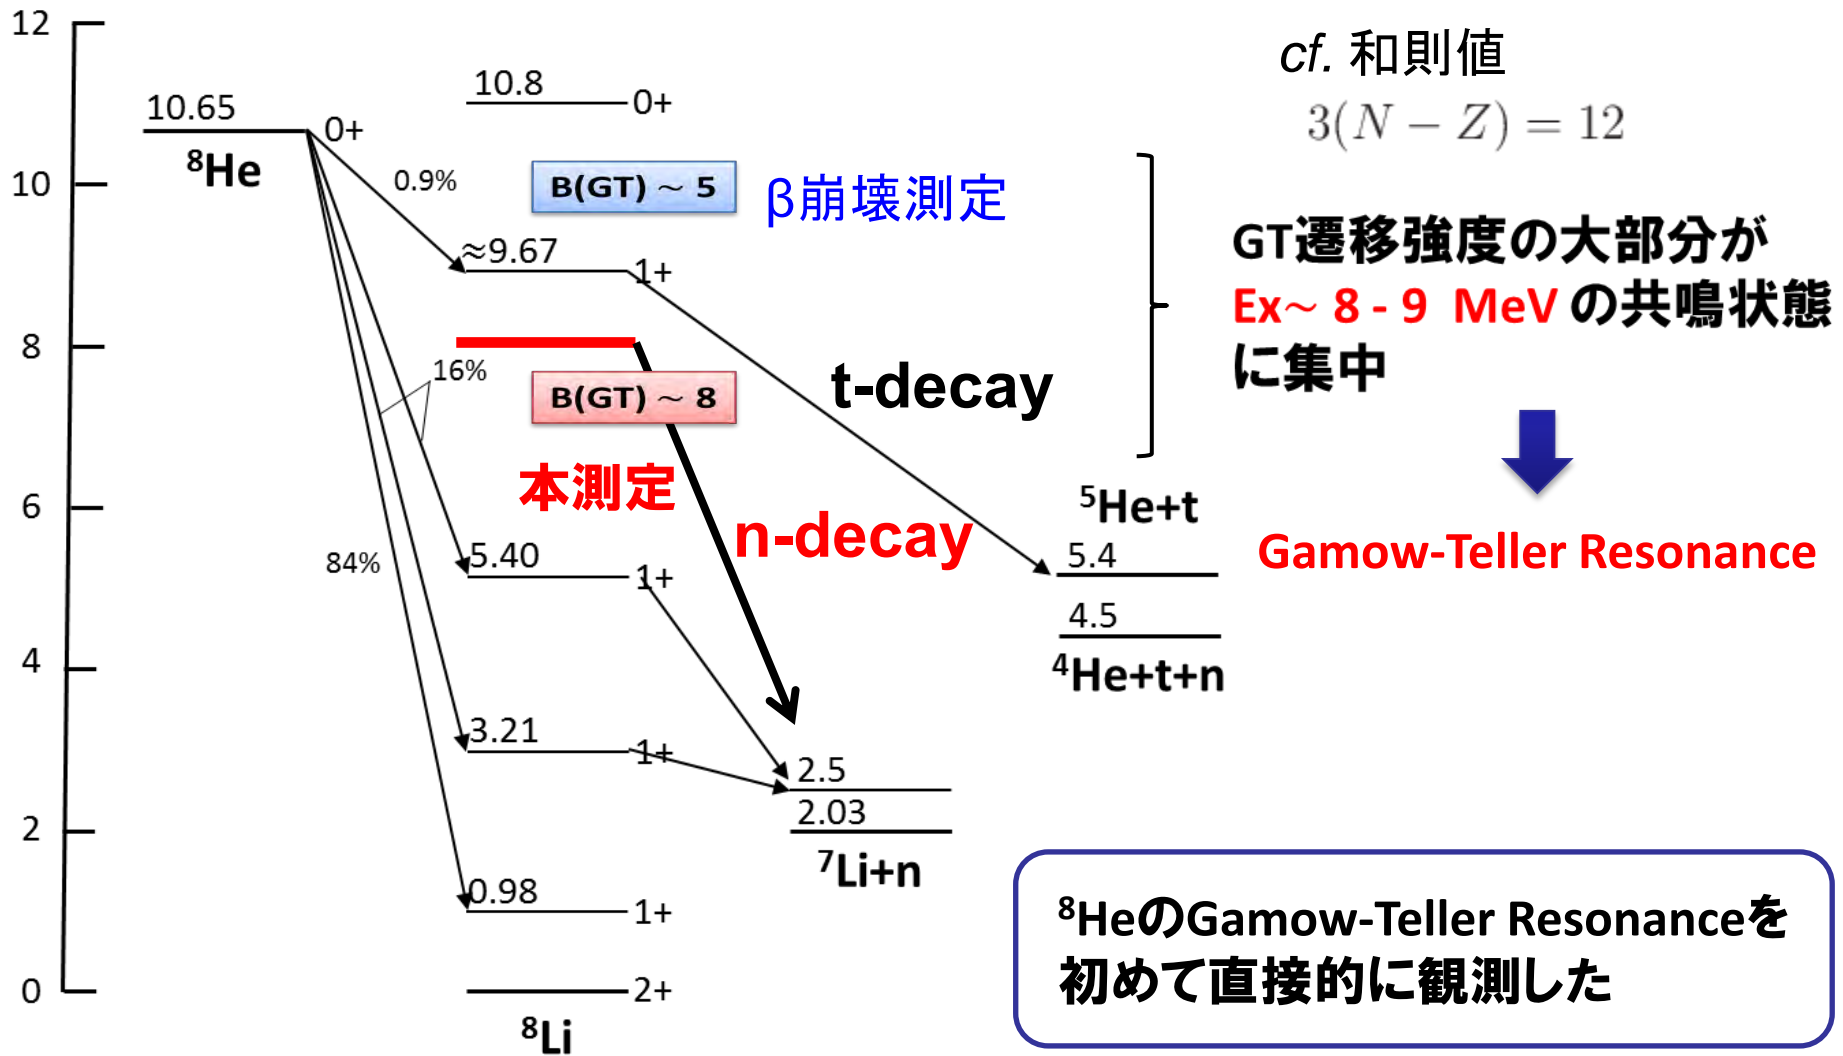 12
10
8
6
4
2
0
10.65
0+
⁸He
0.9%
16%
84%
10.8
0+
B(GT) ~ 5
β崩壊測定
≈9.67
1+
B(GT) ~ 8
本測定
t-decay
n-decay
5.40
1+
3.21
1+
0.98
1+
2+
⁸Li
2.5
2.03
⁷Li+n
⁵He+t
5.4
4.5
⁴He+t+n
cf. 和則値
3(N − Z) = 12
GT遷移強度の大部分が
Ex~ 8 - 9 MeV の共鳴状態
に集中
Gamow-Teller Resonance
⁸HeのGamow-Teller Resonanceを
初めて直接的に観測した